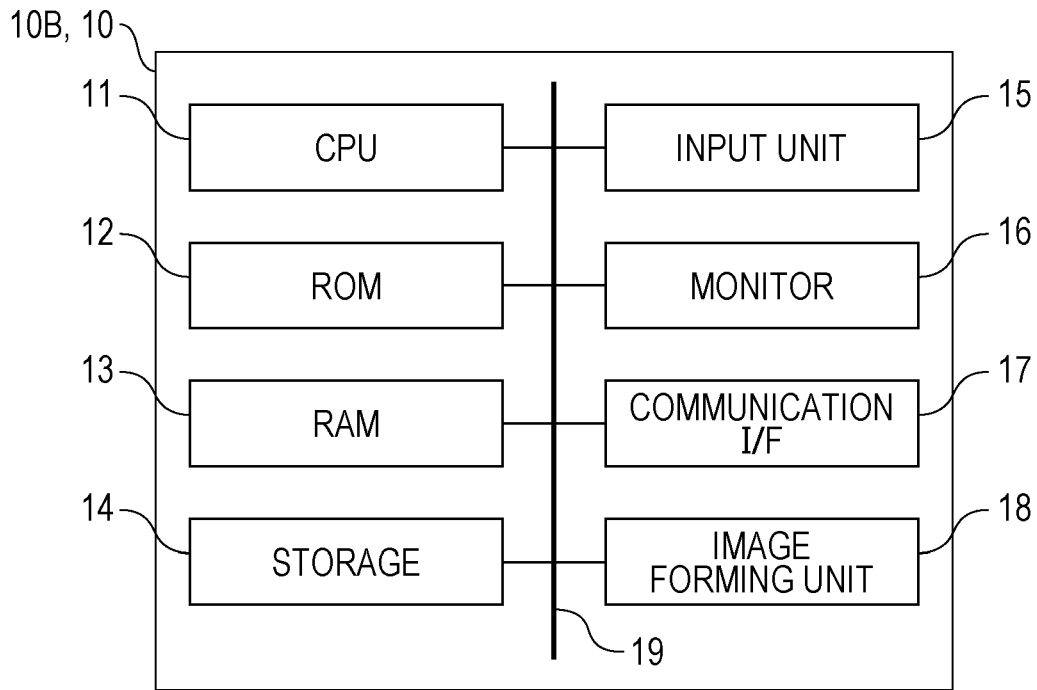 10B, 10
11
CPU
15
INPUT UNIT
12
ROM
16
MONITOR
13
RAM
17
COMMUNICATION
I/F
14
STORAGE
18
IMAGE
FORMING UNIT
19